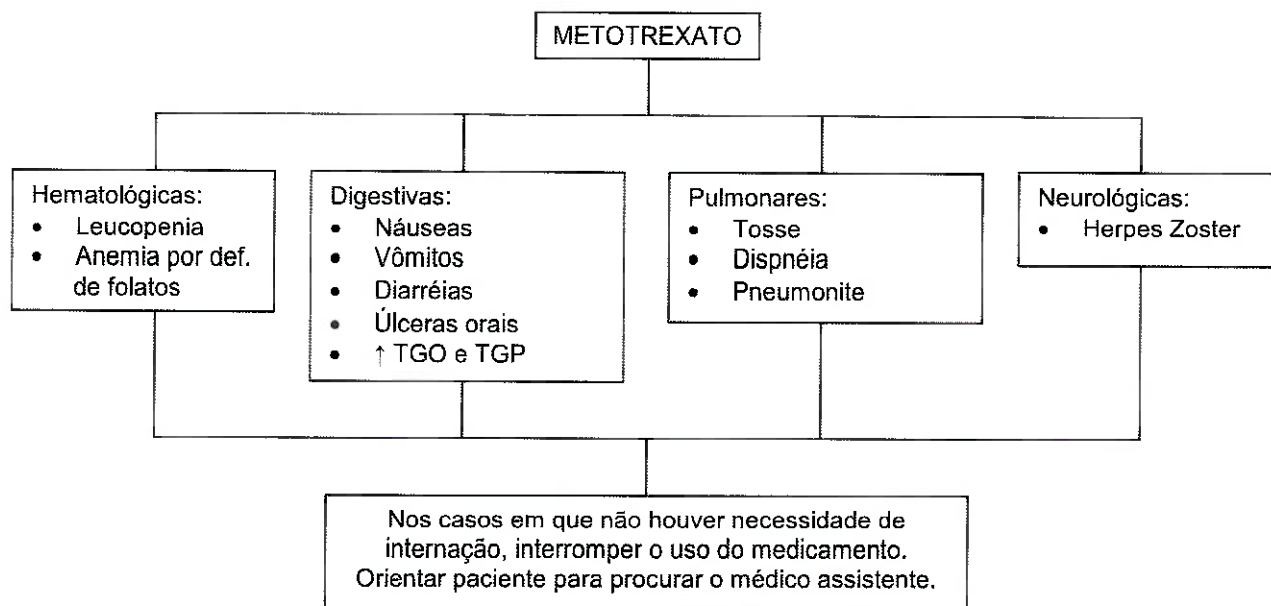 METOTREXATO
Hematológicas:
• Leucopenia
• Anemia por def.
de folatos
Digestivas:
• Náuseas
• Vômitos
• Diarréias
• Úlceras orais
• ↑ TGO e TGP
Pulmonares:
• Tosse
• Dispnéia
• Pneumonite
Neurológicas:
• Herpes Zoster
Nos casos em que não houver necessidade de
internação, interromper o uso do medicamento.
Orientar paciente para procurar o médico assistente.